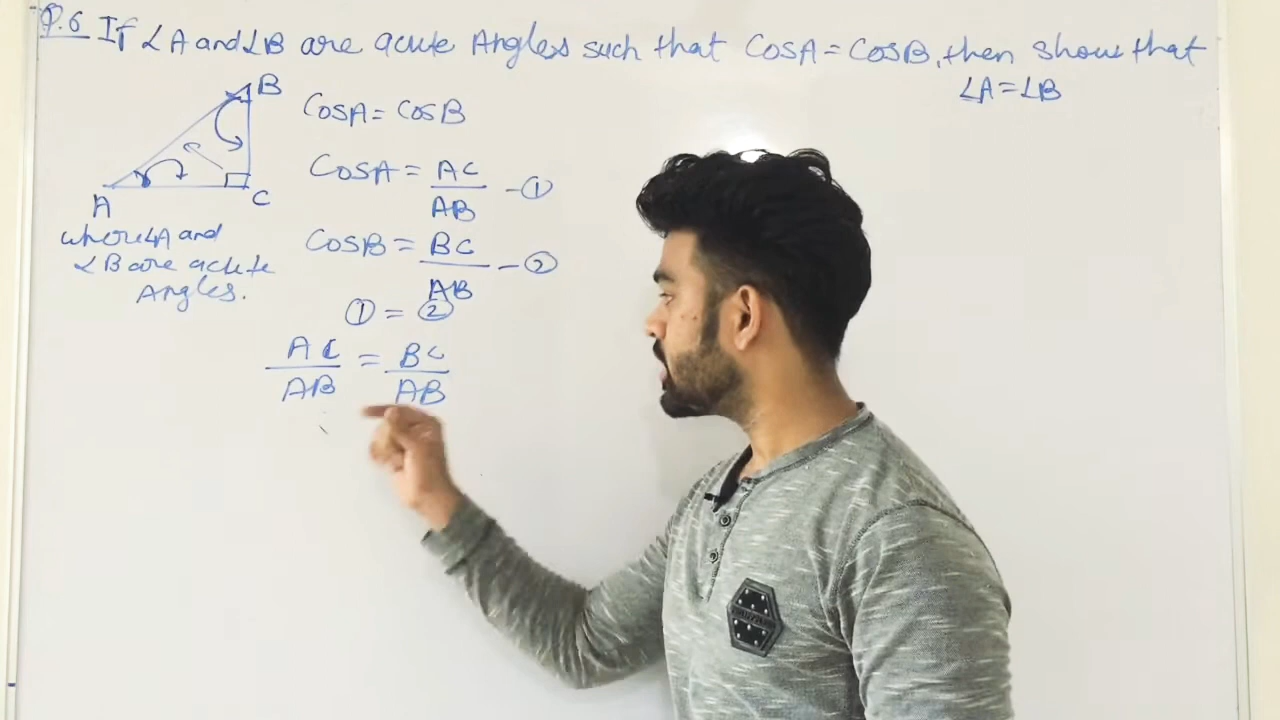 Q.6 If ∠A and ∠B are acute Angles such that CosA = CosB, then show that
∠A = ∠B
B
A
C
where ∠A and
∠B are acute
Angles.
CosA = CosB
CosA = AC/AB - ①
CosB = BC/AB - ②
① = ②
AC/AB = BC/AB